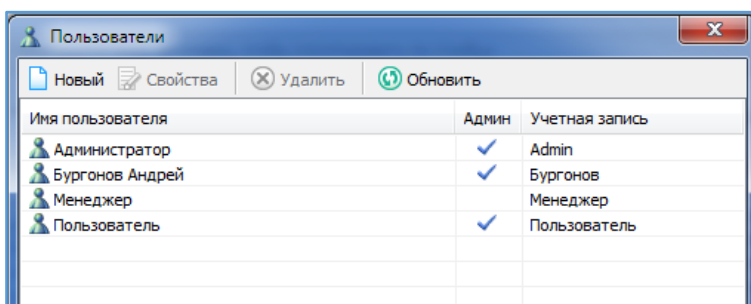 Пользователи
Новый Свойства Удалить Обновить
Имя пользователя Админ Учетная запись
Администратор Admin
Бургонов Андрей Бургонов
Менеджер Менеджер
Пользователь Пользователь